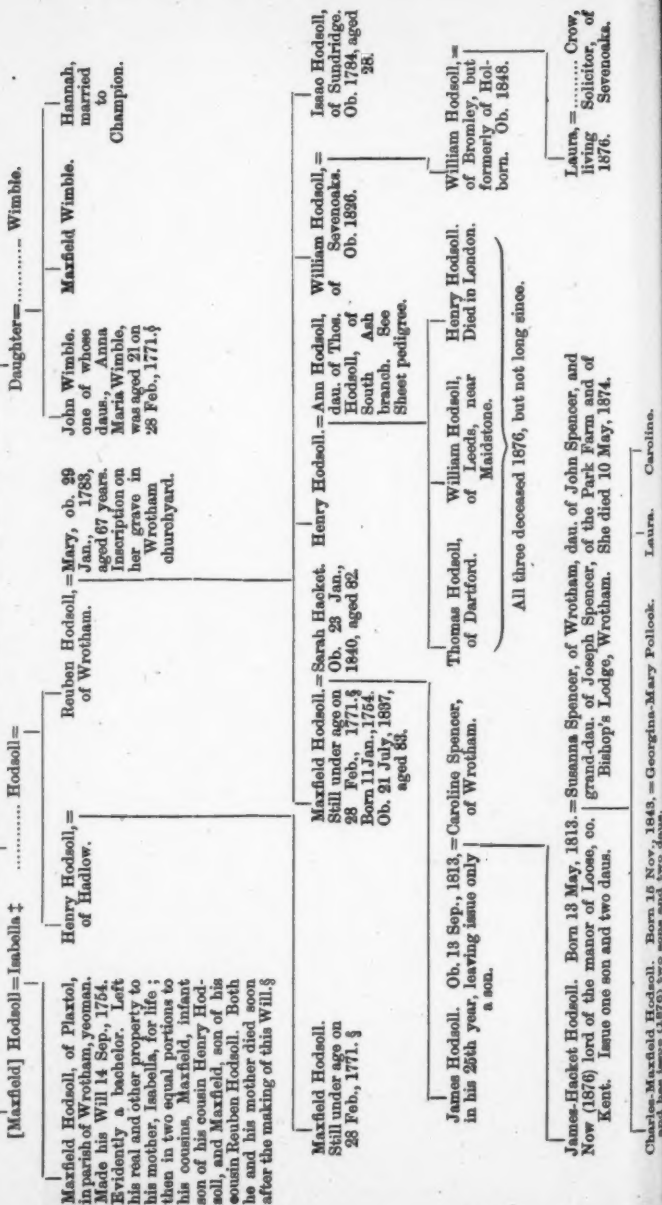 [Maxfield] Hodsoll=Isabella ‡
............ Hodsoll=
Daughter=............ Wimble.
Maxfield Hodsoll, of Plaxtol,
in parish of Wrotham, yeoman.
Made his Will 14 Sep., 1754.
Evidently a bachelor. Left
his real and other property to
his mother, Isabella, for life;
then in two equal portions to
his cousins, Maxfield, infant
son of his cousin Henry Hod-
soll, and Maxfield, son of his
cousin Reuben Hodsoll. Both
he and his mother died soon
after the making of this Will.§
Henry Hodsoll,=
of Hadlow.
Reuben Hodsoll,=Mary, ob. 29
of Wrotham. Jan., 1783,
aged 67 years.
Inscription on
her grave in
Wrotham
churchyard.
John Wimble.
one of whose
daus., Anna
Maria Wimble,
was aged 21 on
28 Feb., 1771.§
Maxfield Wimble.
Hannah,
married
to
Champion.
Maxfield Hodsoll.
Still under age on
28 Feb., 1771. §
Maxfield Hodsoll.=Sarah Hacket.
Still under age on Ob. 23 Jan.,
28 Feb., 1771.§ 1840, aged 82.
Born 11 Jan., 1754.
Ob. 21 July, 1837,
aged 83.
Henry Hodsoll.=Ann Hodsoll,
dau. of Thos.
Hodsoll, of
South Ash
branch. See
Sheet pedigree.
William Hodsoll,=
of Sevenoaks.
Ob. 1826.
Isaac Hodsoll,
of Sundridge.
Ob. 1784, aged
28.
James Hodsoll. Ob. 13 Sep., 1813,=Caroline Spencer,
in his 25th year, leaving issue only of Wrotham.
a son.
Thomas Hodsoll,
of Dartford.
William Hodsoll,
of Leeds, near
Maidstone.
Henry Hodsoll.
Died in London.
All three deceased 1876, but not long since.
William Hodsoll,=
of Bromley, but
formerly of Hol-
born. Ob. 1848.
James-Hacket Hodsoll. Born 13 May, 1813.=Susanna Spencer, of Wrotham, dau. of John Spencer, and
Now (1876) lord of the manor of Loose, co. grand-dau. of Joseph Spencer, of the Park Farm and of
Kent. Issue one son and two daus. Bishop's Lodge, Wrotham. She died 10 May, 1874.
Laura,=.......... Crow,
living Solicitor, of
1876. Sevenoaks.
Charles-Maxfield Hodsoll. Born 15 Nov., 1843,=Georgina-Mary Pollock.
Laura.
Caroline.
and has issue (1876) two sons and two daus.